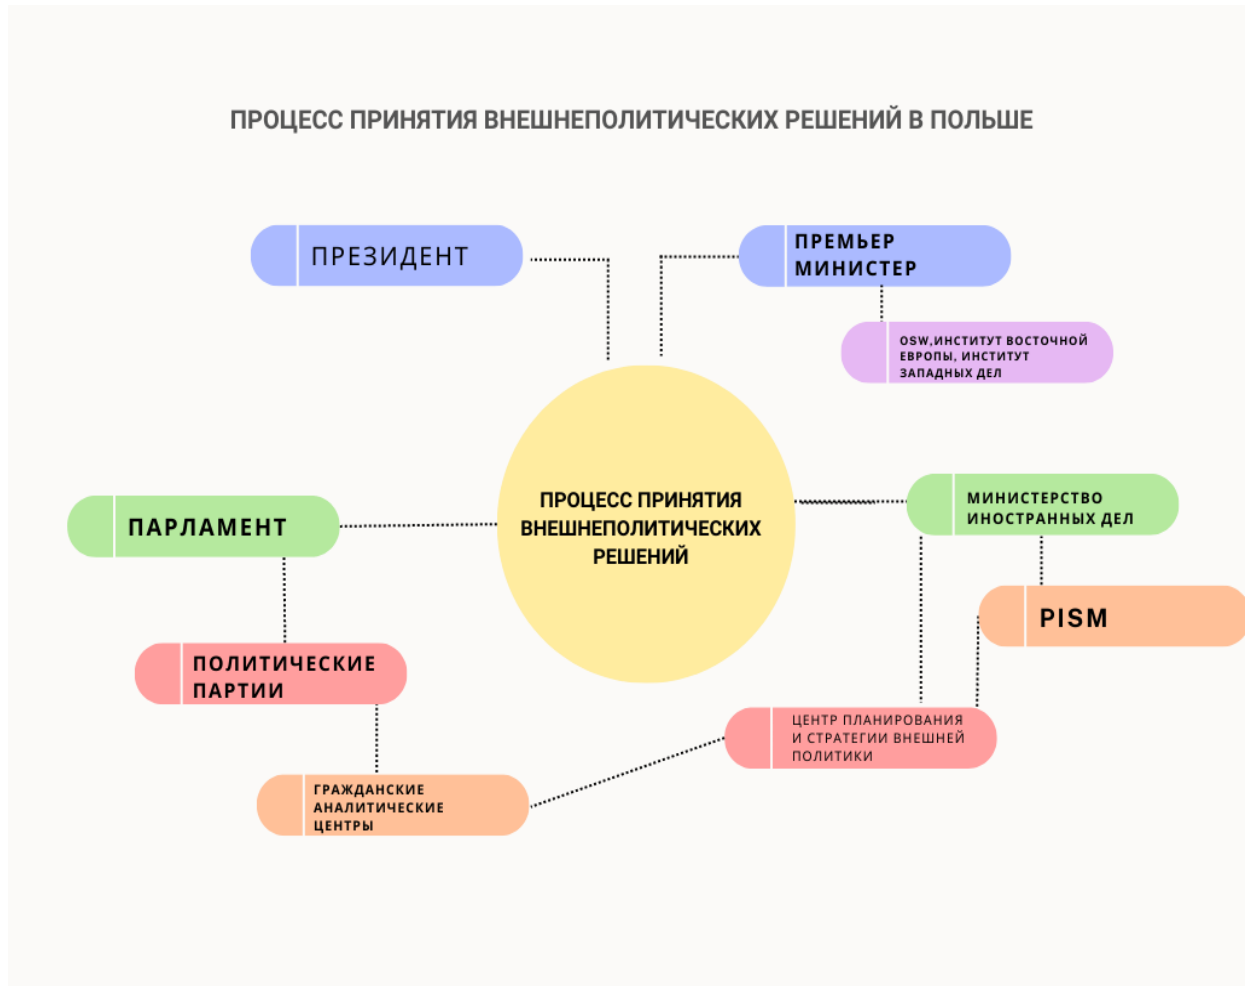 ПРОЦЕСС ПРИНЯТИЯ ВНЕШНЕПОЛИТИЧЕСКИХ РЕШЕНИЙ В ПОЛЬШЕ
ПРЕЗИДЕНТ
ПРЕМЬЕР
МИНИСТЕР
OSW,ИНСТИТУТ ВОСТОЧНОЙ
ЕВРОПЫ, ИНСТИТУТ
ЗАПАДНЫХ ДЕЛ
ПРОЦЕСС ПРИНЯТИЯ
ВНЕШНЕПОЛИТИЧЕСКИХ
РЕШЕНИЙ
МИНИСТЕРСТВО
ИНОСТРАННЫХ ДЕЛ
ПАРЛАМЕНТ
PISM
ПОЛИТИЧЕСКИЕ
ПАРТИИ
ЦЕНТР ПЛАНИРОВАНИЯ
И СТРАТЕГИИ ВНЕШНЕЙ
ПОЛИТИКИ
ГРАЖДАНСКИЕ
АНАЛИТИЧЕСКИЕ
ЦЕНТРЫ